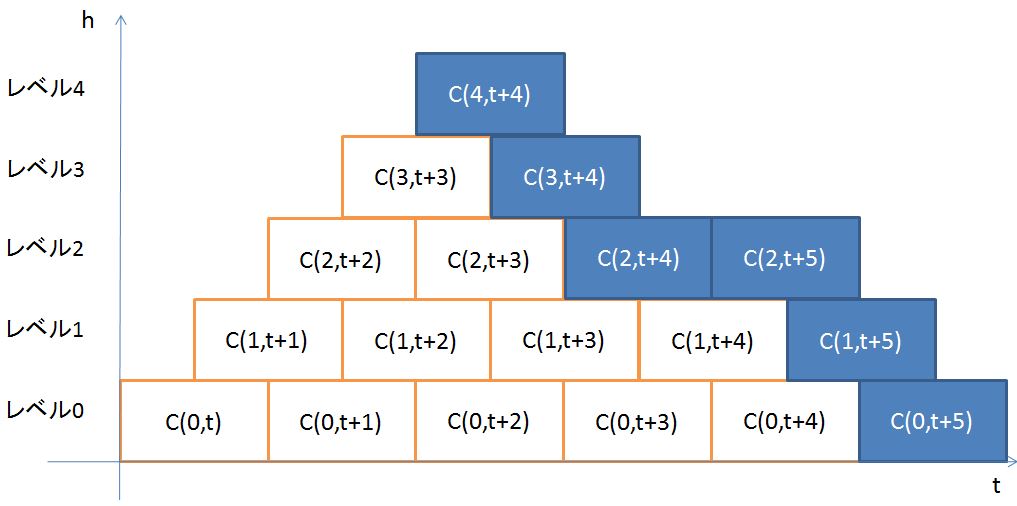 h
レベル4
C(4,t+4)
レベル3
C(3,t+3) C(3,t+4)
レベル2
C(2,t+2) C(2,t+3) C(2,t+4) C(2,t+5)
レベル1
C(1,t+1) C(1,t+2) C(1,t+3) C(1,t+4) C(1,t+5)
レベル0
C(0,t) C(0,t+1) C(0,t+2) C(0,t+3) C(0,t+4) C(0,t+5)
t